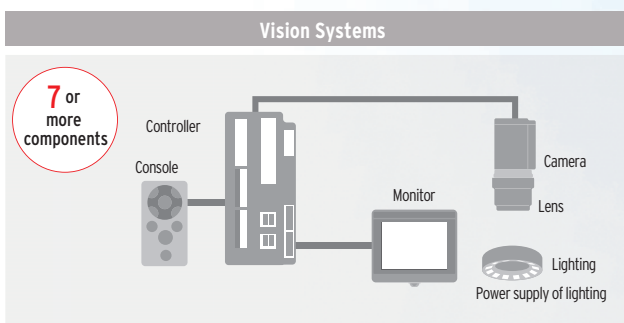 Vision Systems
7 or
more
components
Controller
Console
Monitor
Camera
Lens
Lighting
Power supply of lighting